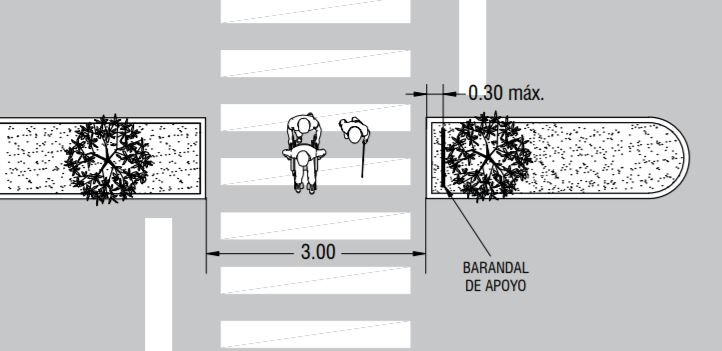 0.30 máx.
3.00
BARANDAL
DE APOYO